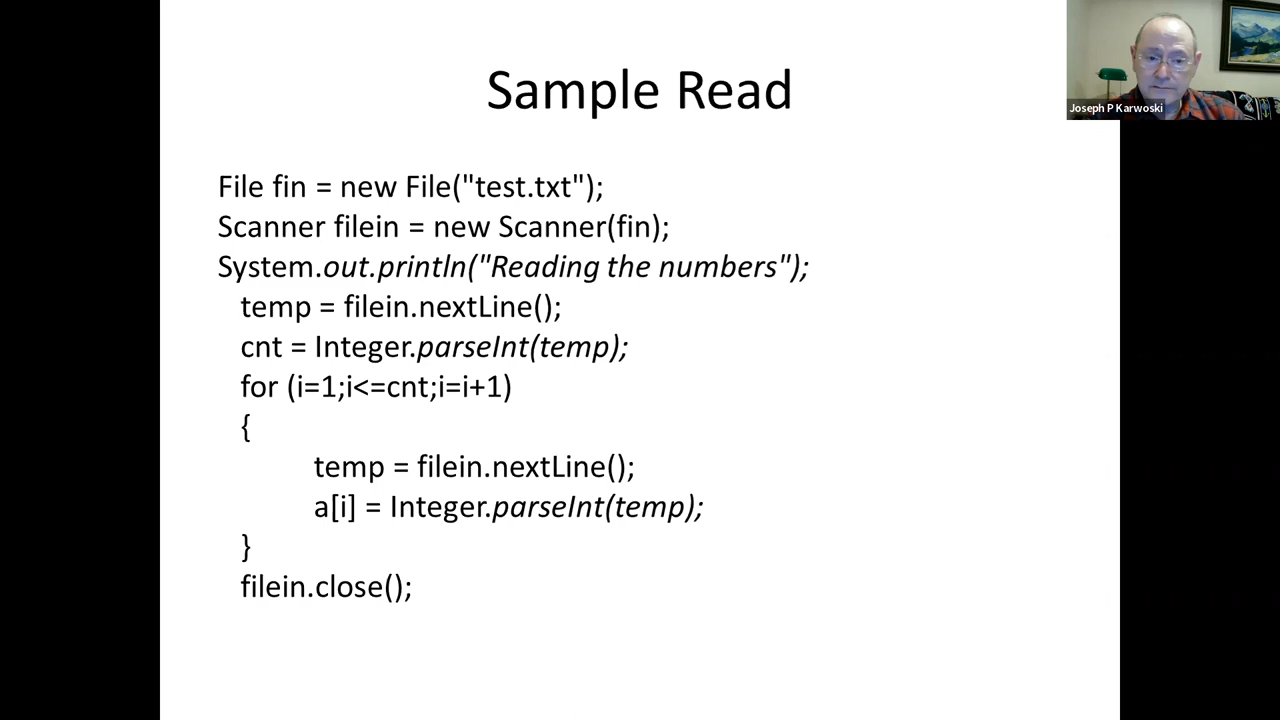 Sample Read
Joseph P Karwoski
File fin = new File("test.txt");
Scanner filein = new Scanner(fin);
System.out.println("Reading the numbers");
temp = filein.nextLine();
cnt = Integer.parseInt(temp);
for (i=1;i<=cnt;i=i+1)
{
temp = filein.nextLine();
a[i] = Integer.parseInt(temp);
}
filein.close();